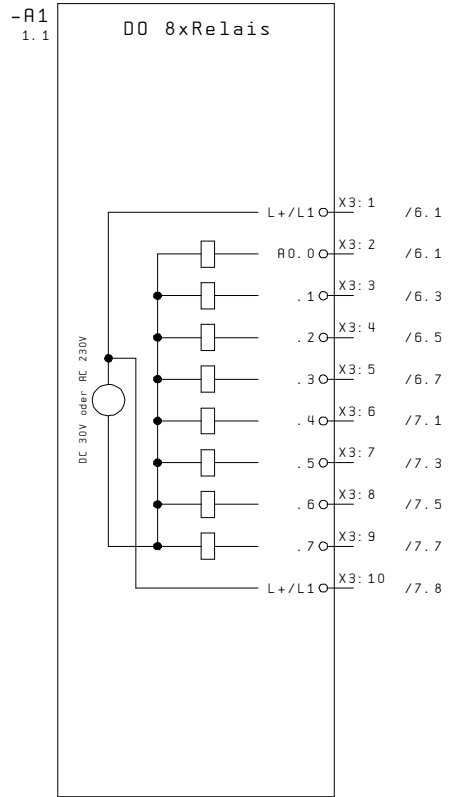 -A1
1.1
DO 8xRelais
L+/L1 X3:1 /6.1
A0.0 X3:2 /6.1
.1 X3:3 /6.3
.2 X3:4 /6.5
.3 X3:5 /6.7
.4 X3:6 /7.1
.5 X3:7 /7.3
.6 X3:8 /7.5
.7 X3:9 /7.7
L+/L1 X3:10 /7.8
DC 30V oder AC 230V